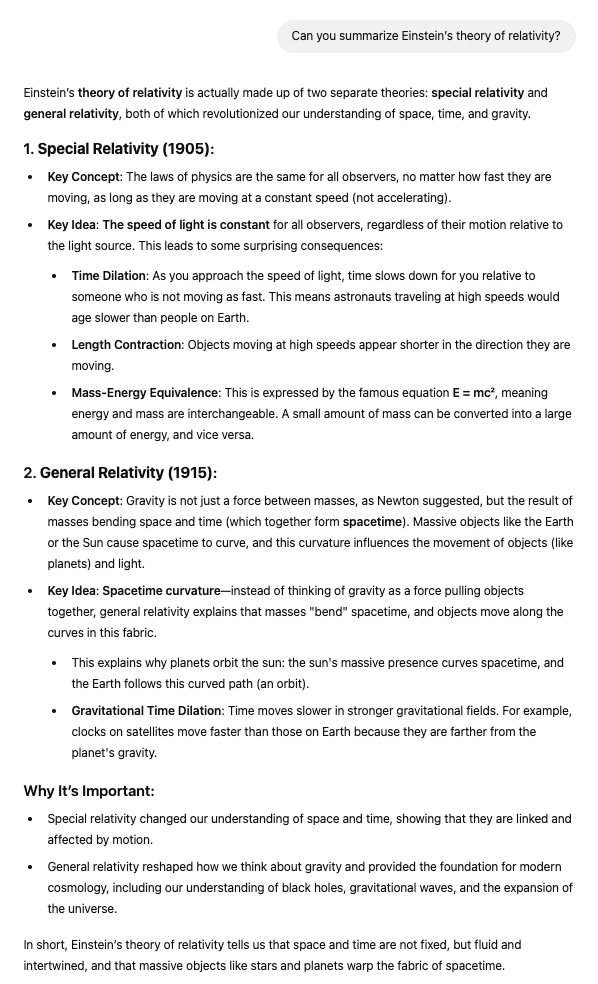 Can you summarize Einstein's theory of relativity?
Einstein's theory of relativity is actually made up of two separate theories: special relativity and
general relativity, both of which revolutionized our understanding of space, time, and gravity.
1. Special Relativity (1905):
• Key Concept: The laws of physics are the same for all observers, no matter how fast they are
moving, as long as they are moving at a constant speed (not accelerating).
• Key Idea: The speed of light is constant for all observers, regardless of their motion relative to
the light source. This leads to some surprising consequences:
• Time Dilation: As you approach the speed of light, time slows down for you relative to
someone who is not moving as fast. This means astronauts traveling at high speeds would
age slower than people on Earth.
• Length Contraction: Objects moving at high speeds appear shorter in the direction they are
moving.
• Mass-Energy Equivalence: This is expressed by the famous equation E = mc², meaning
energy and mass are interchangeable. A small amount of mass can be converted into a large
amount of energy, and vice versa.
2. General Relativity (1915):
• Key Concept: Gravity is not just a force between masses, as Newton suggested, but the result of
masses bending space and time (which together form spacetime). Massive objects like the Earth
or the Sun cause spacetime to curve, and this curvature influences the movement of objects (like
planets) and light.
• Key Idea: Spacetime curvature—instead of thinking of gravity as a force pulling objects
together, general relativity explains that masses "bend" spacetime, and objects move along the
curves in this fabric.
• This explains why planets orbit the sun: the sun's massive presence curves spacetime, and
the Earth follows this curved path (an orbit).
• Gravitational Time Dilation: Time moves slower in stronger gravitational fields. For example,
clocks on satellites move faster than those on Earth because they are farther from the
planet's gravity.
Why It's Important:
• Special relativity changed our understanding of space and time, showing that they are linked and
affected by motion.
• General relativity reshaped how we think about gravity and provided the foundation for modern
cosmology, including our understanding of black holes, gravitational waves, and the expansion of
the universe.
In short, Einstein's theory of relativity tells us that space and time are not fixed, but fluid and
intertwined, and that massive objects like stars and planets warp the fabric of spacetime.